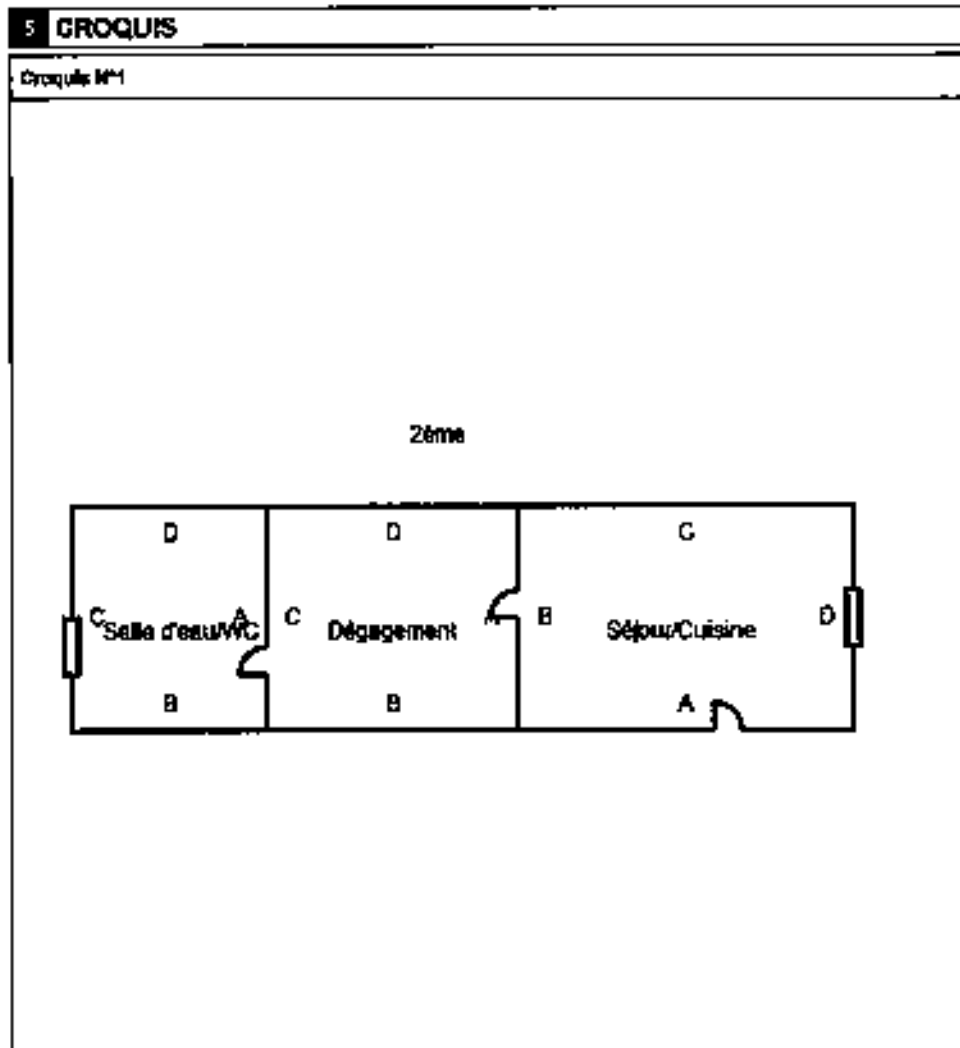 5 CROQUIS
Croquis N°1
2ème
D D C
C A C A B D
Salle d'eau/WC Dégagement Séjour/Cuisine
B B A